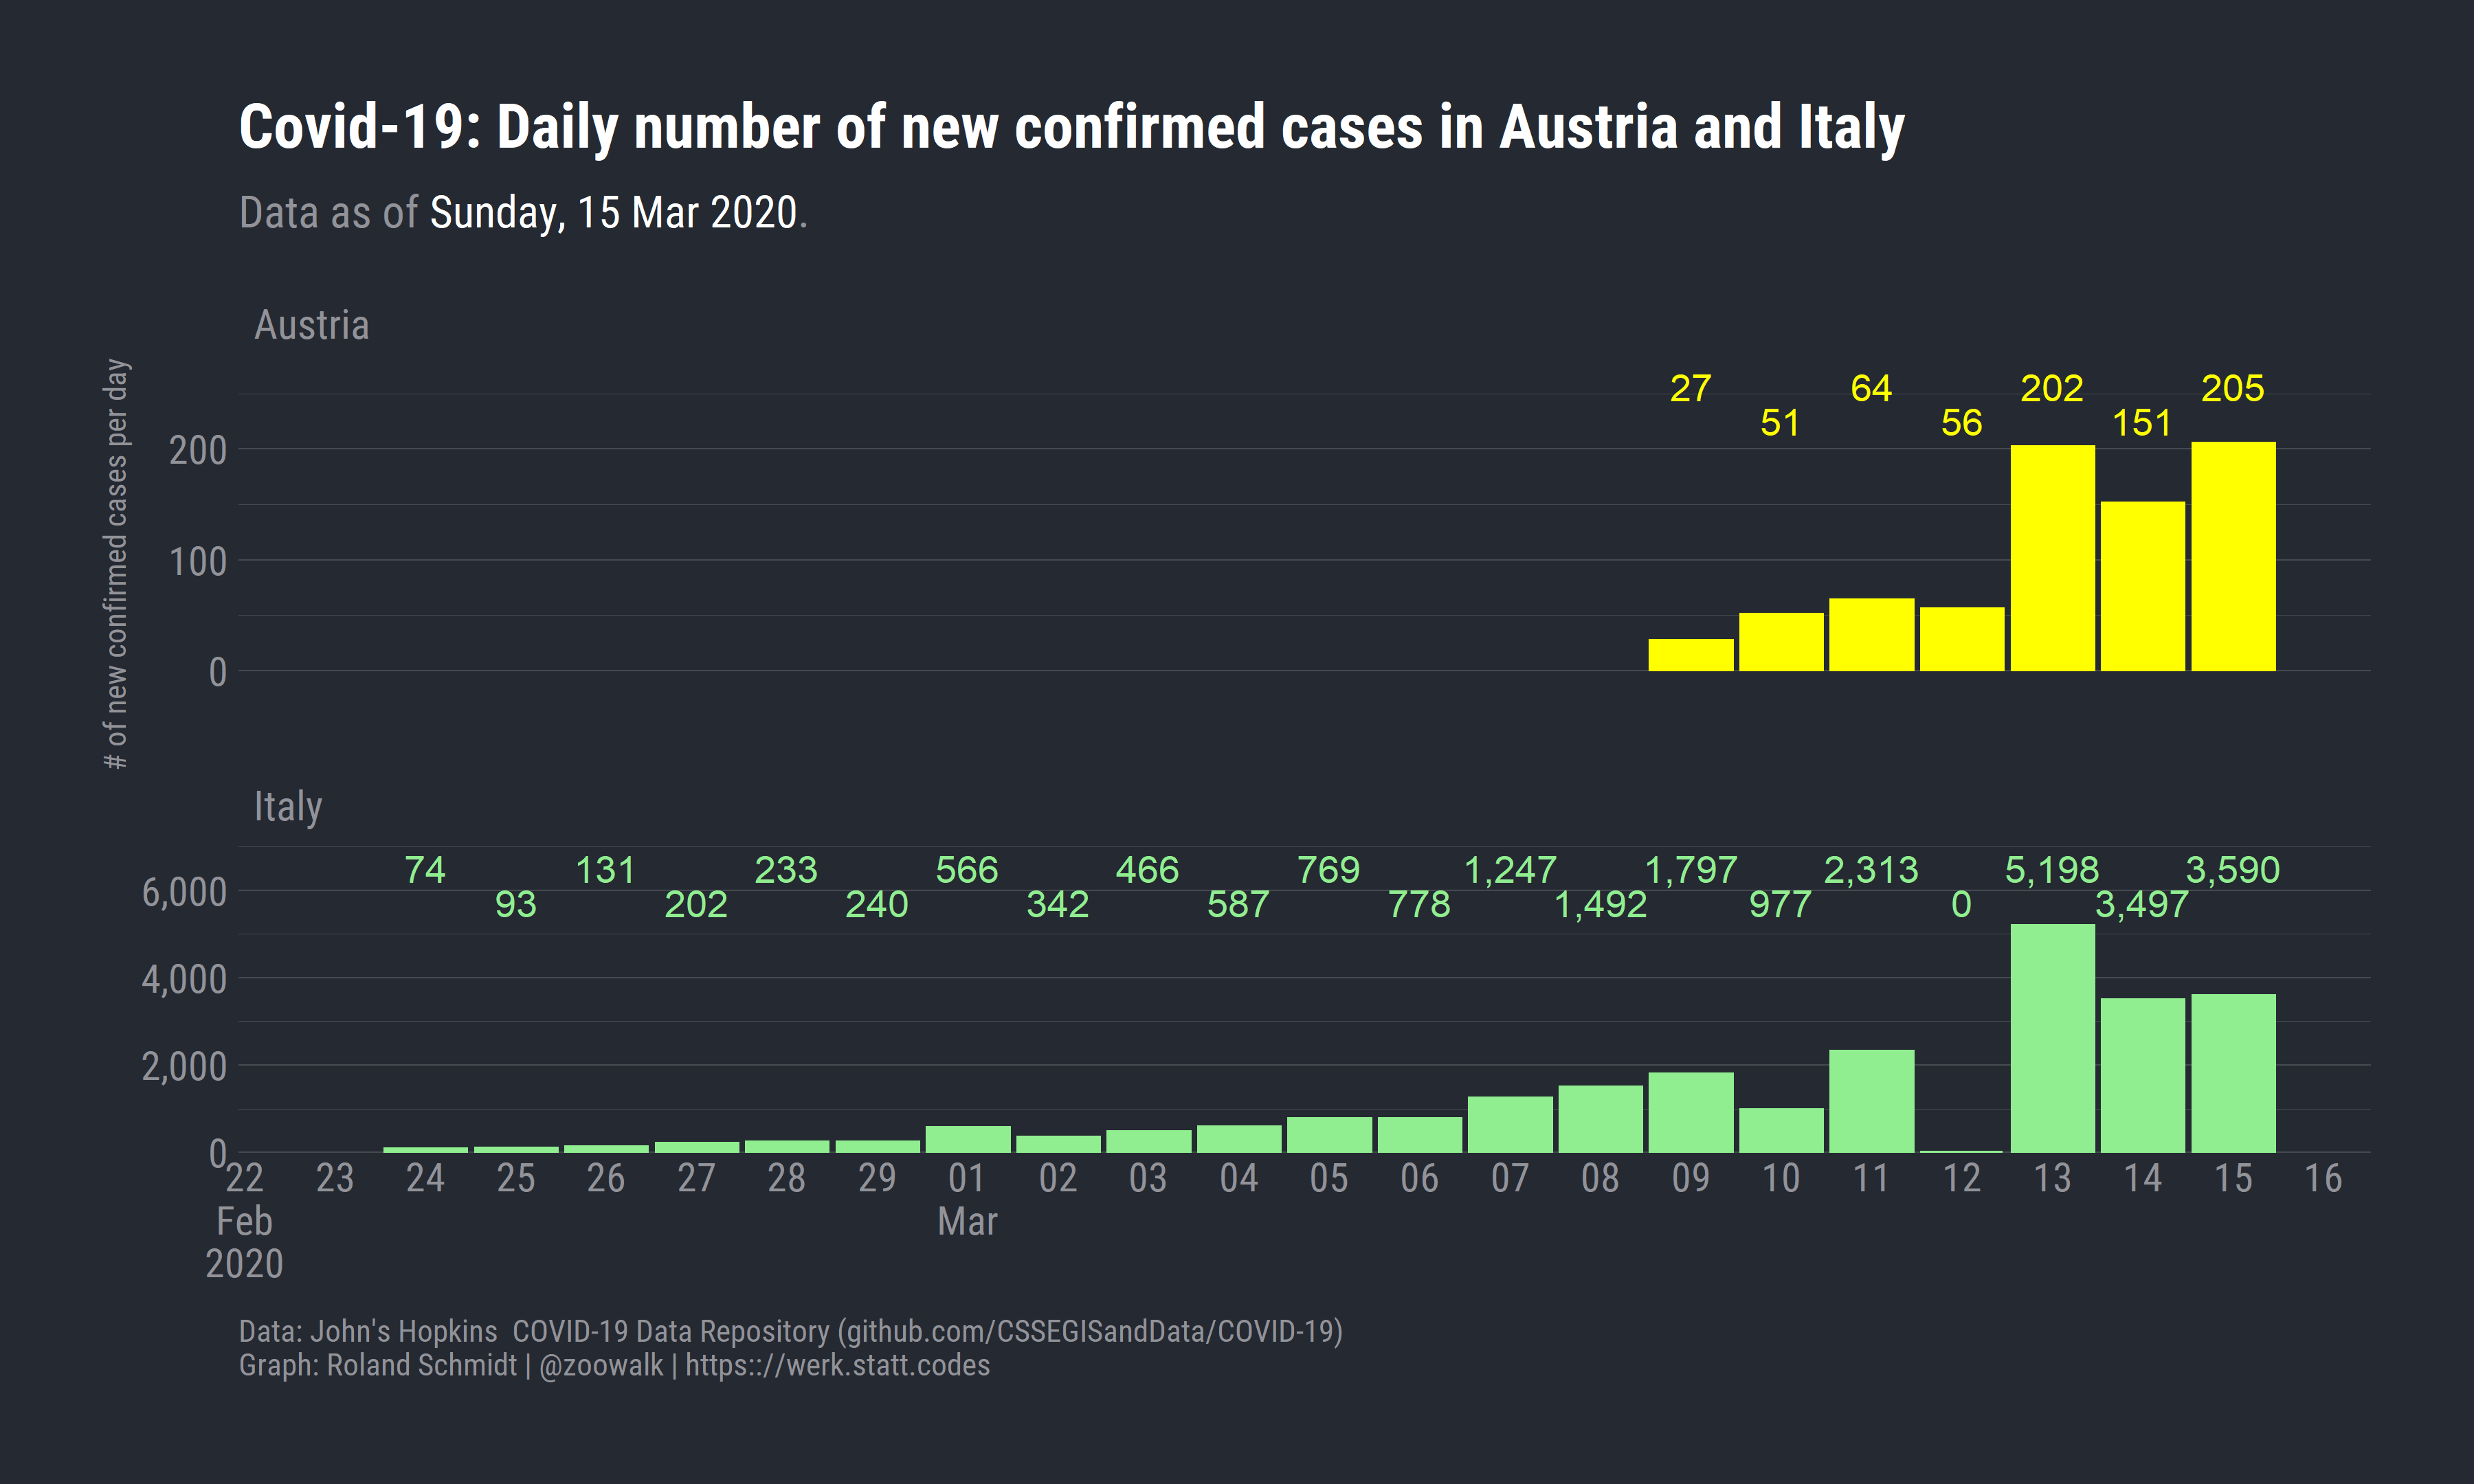 Covid-19: Daily number of new confirmed cases in Austria and Italy
Data as of Sunday, 15 Mar 2020.
Austria
# of new confirmed cases per day
27 64 202 205
51 56 151
200
100
0
Italy
74 131 233 566 466 769 1,247 1,797 2,313 5,198 3,590
93 202 240 342 587 778 1,492 977 0 3,497
6,000
4,000
2,000
0
22 23 24 25 26 27 28 29 01 02 03 04 05 06 07 08 09 10 11 12 13 14 15 16
Feb Mar
2020
Data: John's Hopkins  COVID-19 Data Repository (github.com/CSSEGISandData/COVID-19)
Graph: Roland Schmidt | @zoowalk | https:://werk.statt.codes